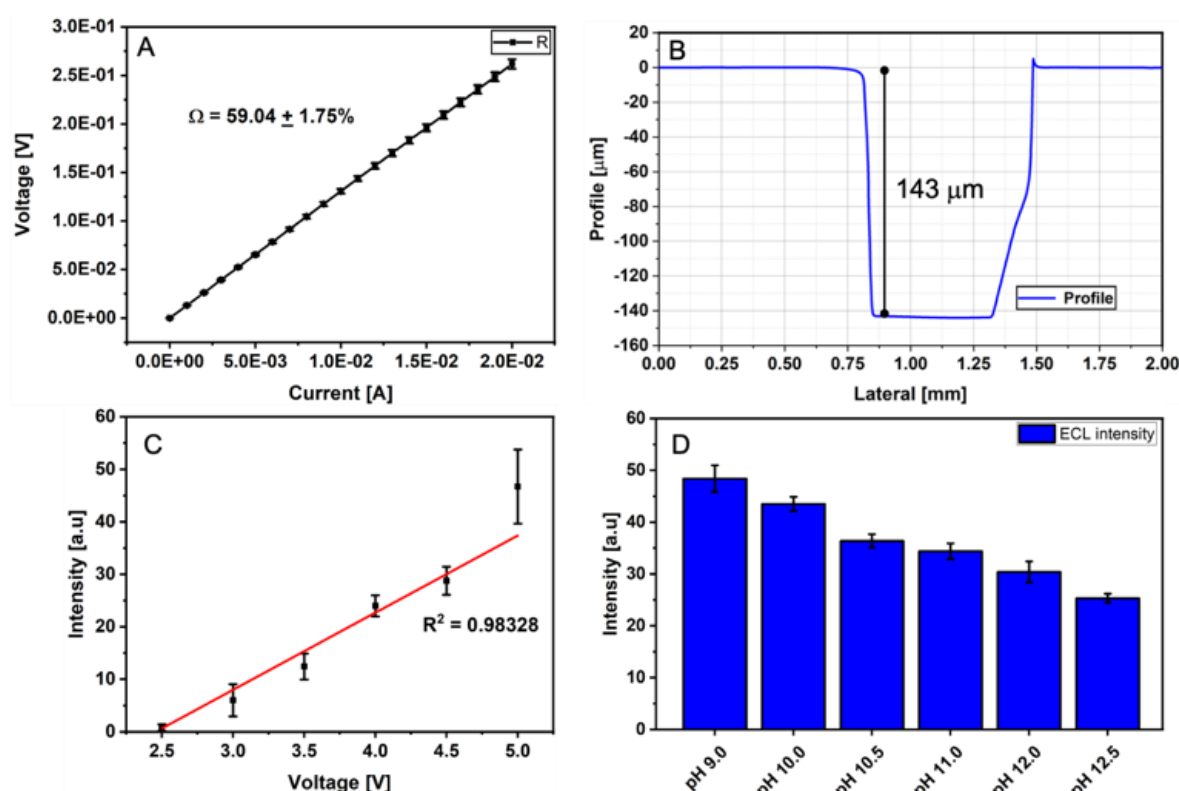 A
R
Ω = 59.04 ± 1.75%
Voltage [V]
3.0E-01
2.5E-01
2.0E-01
1.5E-01
1.0E-01
5.0E-02
0.0E+00
0.0E+00 5.0E-03 1.0E-02 1.5E-02 2.0E-02
Current [A]
B
Profile [μm]
20
0
-20
-40
-60
-80
-100
-120
-140
-160
143 μm
Profile
0.00 0.25 0.50 0.75 1.00 1.25 1.50 1.75 2.00
Lateral [mm]
C
Intensity [a.u]
60
50
40
30
20
10
0
R² = 0.98328
2.5 3.0 3.5 4.0 4.5 5.0
Voltage [V]
D
ECL intensity
Intensity [a.u]
60
50
40
30
20
10
0
pH 9.0 pH 10.0 pH 10.5 pH 11.0 pH 12.0 pH 12.5